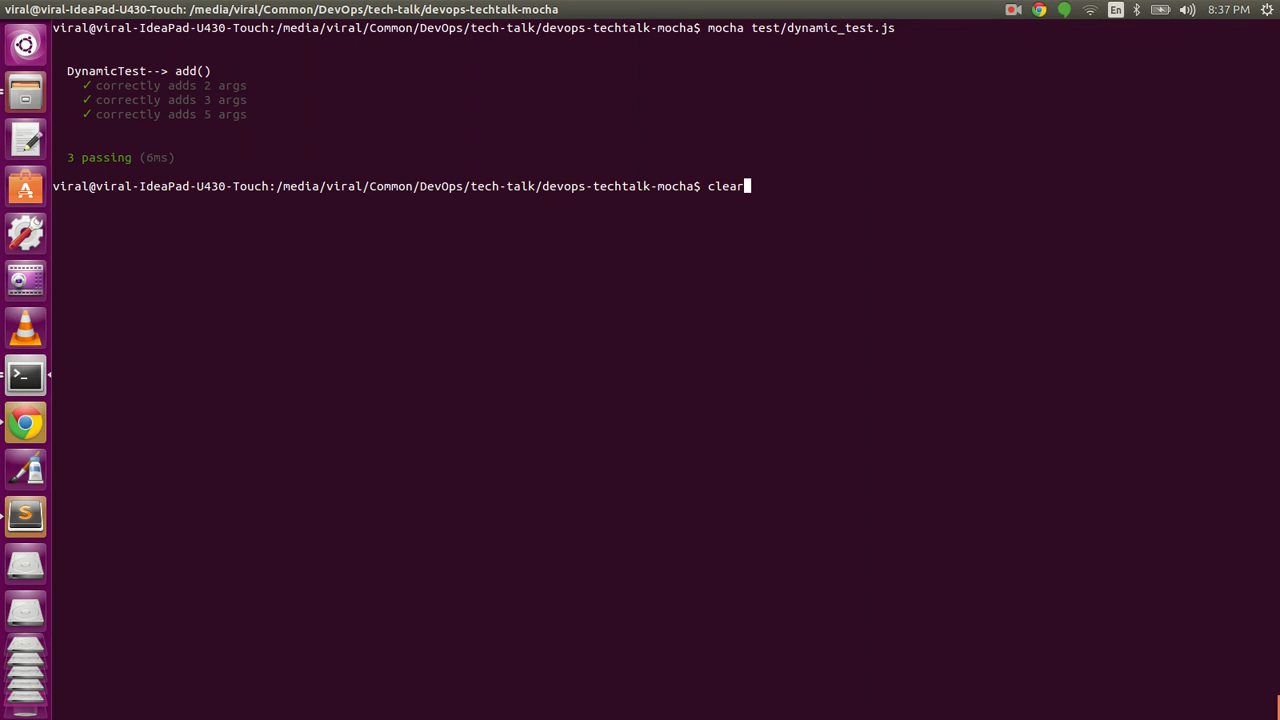 viral@viral-IdeaPad-U430-Touch: /media/viral/Common/DevOps/tech-talk/devops-techtalk-mocha
En
8:37 PM
viral@viral-IdeaPad-U430-Touch:/media/viral/Common/DevOps/tech-talk/devops-techtalk-mocha$ mocha test/dynamic_test.js
DynamicTest--> add()
✓ correctly adds 2 args
✓ correctly adds 3 args
✓ correctly adds 5 args
3 passing (6ms)
viral@viral-IdeaPad-U430-Touch:/media/viral/Common/DevOps/tech-talk/devops-techtalk-mocha$ clear